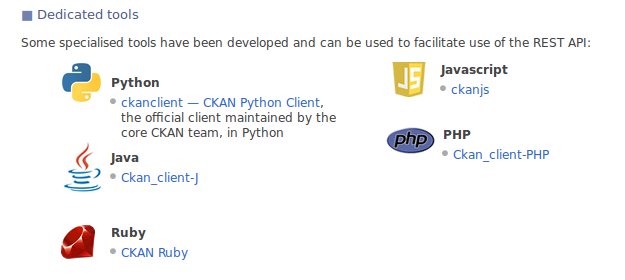 Dedicated tools
Some specialised tools have been developed and can be used to facilitate use of the REST API:
Python
ckanclient — CKAN Python Client,
the official client maintained by the
core CKAN team, in Python
Java
Ckan_client-J
Ruby
CKAN Ruby
JS
Javascript
ckanjs
php
PHP
Ckan_client-PHP